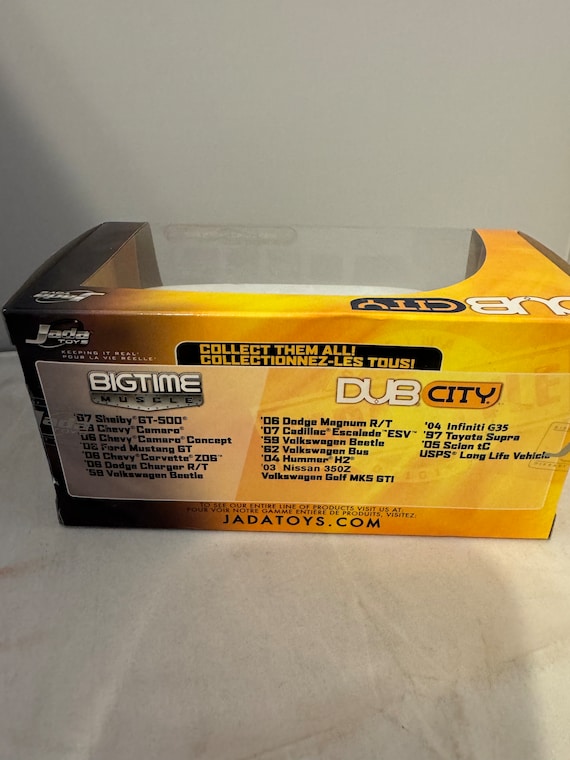 DUB CITY
Jada
TOYS
KEEPING IT REAL!
POUR LA VIE RÉELLE
COLLECT THEM ALL!
COLLECTIONNEZ-LES TOUS!
BIGTIME
MUSCLE
'07 Shelby® GT-500®
Chevy® Camaro®
'06 Chevy® Camaro® Concept
Ford Mustang GT
'06 Chevy® Corvette® Z06™
'06 Dodge Charger R/T
'59 Volkswagen Beetle
DUB CITY
'06 Dodge Magnum R/T
'07 Cadillac® Escalade™ ESV™
'59 Volkswagen Beetle
'62 Volkswagen Bus
'04 Hummer® H2®
'03 Nissan 350Z
Volkswagen Golf MK5 GTI
'04 Infiniti G35
'97 Toyota Supra
'05 Scion tC
USPS® Long Life Vehicle
TO SEE OUR ENTIRE LINE OF PRODUCTS VISIT US AT:
POUR VOIR NOTRE GAMME ENTIÈRE DE PRODUITS, VISITEZ:
JADATOYS.COM